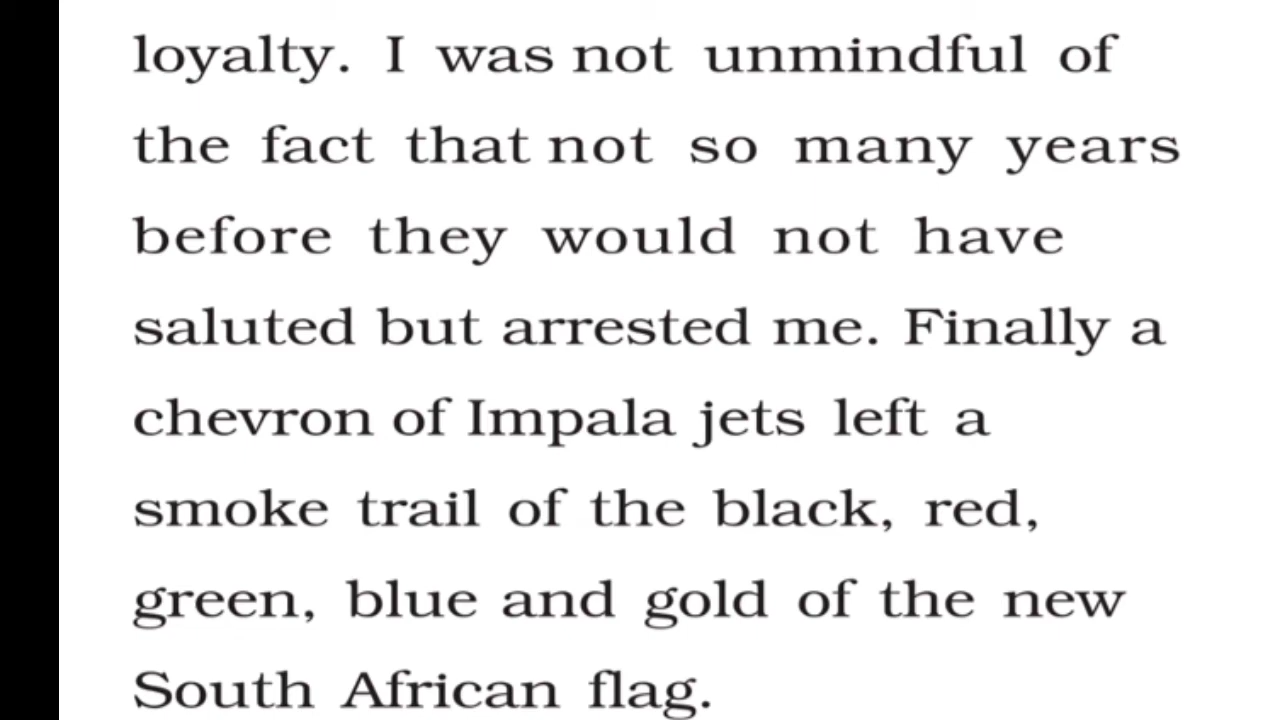 loyalty. I was not unmindful of
the fact that not so many years
before they would not have
saluted but arrested me. Finally a
chevron of Impala jets left a
smoke trail of the black, red,
green, blue and gold of the new
South African flag.